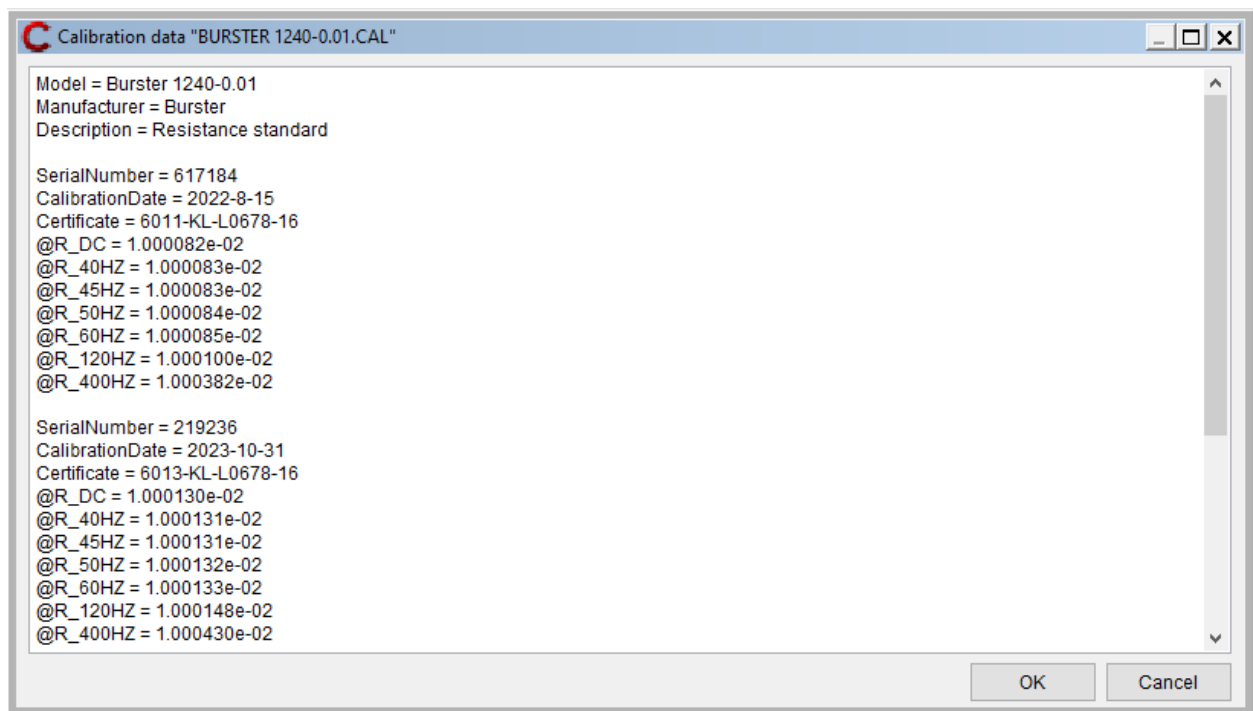 Calibration data "BURSTER 1240-0.01.CAL"
Model = Burster 1240-0.01
Manufacturer = Burster
Description = Resistance standard
SerialNumber = 617184
CalibrationDate = 2022-8-15
Certificate = 6011-KL-L0678-16
@R_DC = 1.000082e-02
@R_40HZ = 1.000083e-02
@R_45HZ = 1.000083e-02
@R_50HZ = 1.000084e-02
@R_60HZ = 1.000085e-02
@R_120HZ = 1.000100e-02
@R_400HZ = 1.000382e-02
SerialNumber = 219236
CalibrationDate = 2023-10-31
Certificate = 6013-KL-L0678-16
@R_DC = 1.000130e-02
@R_40HZ = 1.000131e-02
@R_45HZ = 1.000131e-02
@R_50HZ = 1.000132e-02
@R_60HZ = 1.000133e-02
@R_120HZ = 1.000148e-02
@R_400HZ = 1.000430e-02
OK Cancel